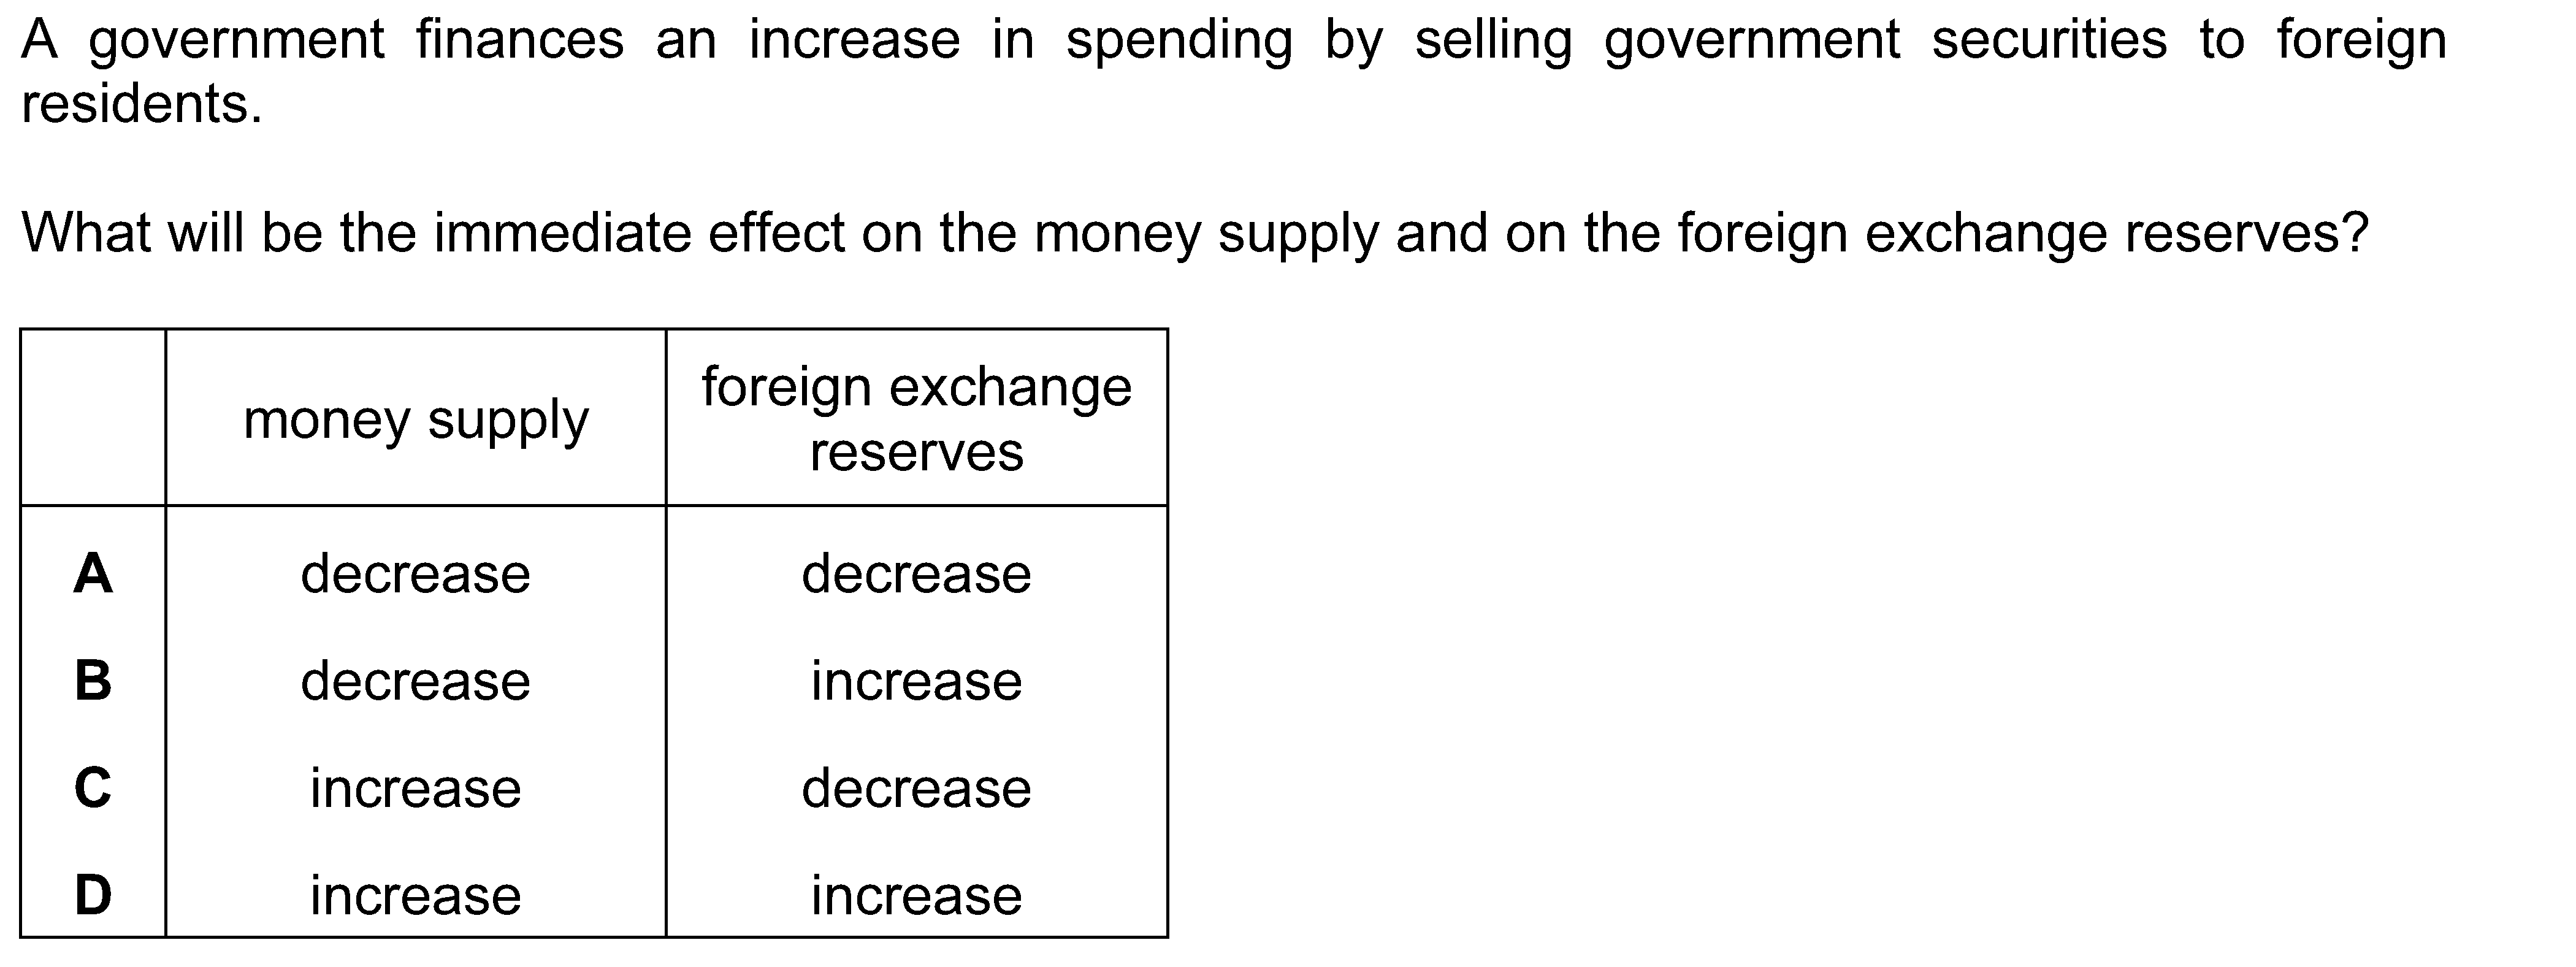 A government finances an increase in spending by selling government securities to foreign
residents.
What will be the immediate effect on the money supply and on the foreign exchange reserves?
money supply foreign exchange
reserves
A decrease decrease
B decrease increase
C increase decrease
D increase increase